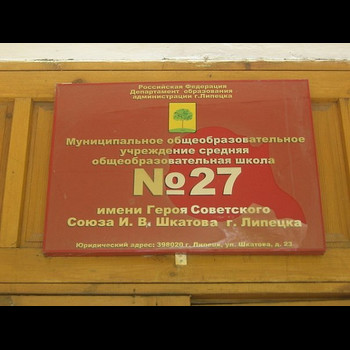 Российская Федерация
Департамент образования
администрации г.Липецка
Муниципальное общеобразовательное
учреждение средняя
общеобразовательная школа
№27
имени Героя Советского
Союза И. В. Шкатова г. Липецка
Юридический адрес: 398020 г. Липецк, ул. Шкатова, д. 23